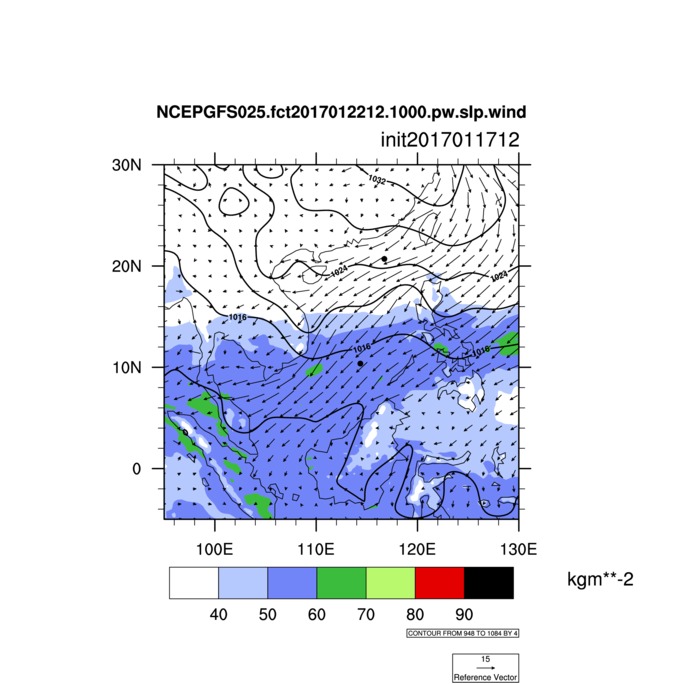 NCEPGFS025.fct2017012212.1000.pw.slp.wind
init2017011712
30N
20N
10N
0
1032
1024
1024
1016
1016
1016
100E 110E 120E 130E
40 50 60 70 80 90
kgm**-2
CONTOUR FROM 948 TO 1084 BY 4
15
Reference Vector